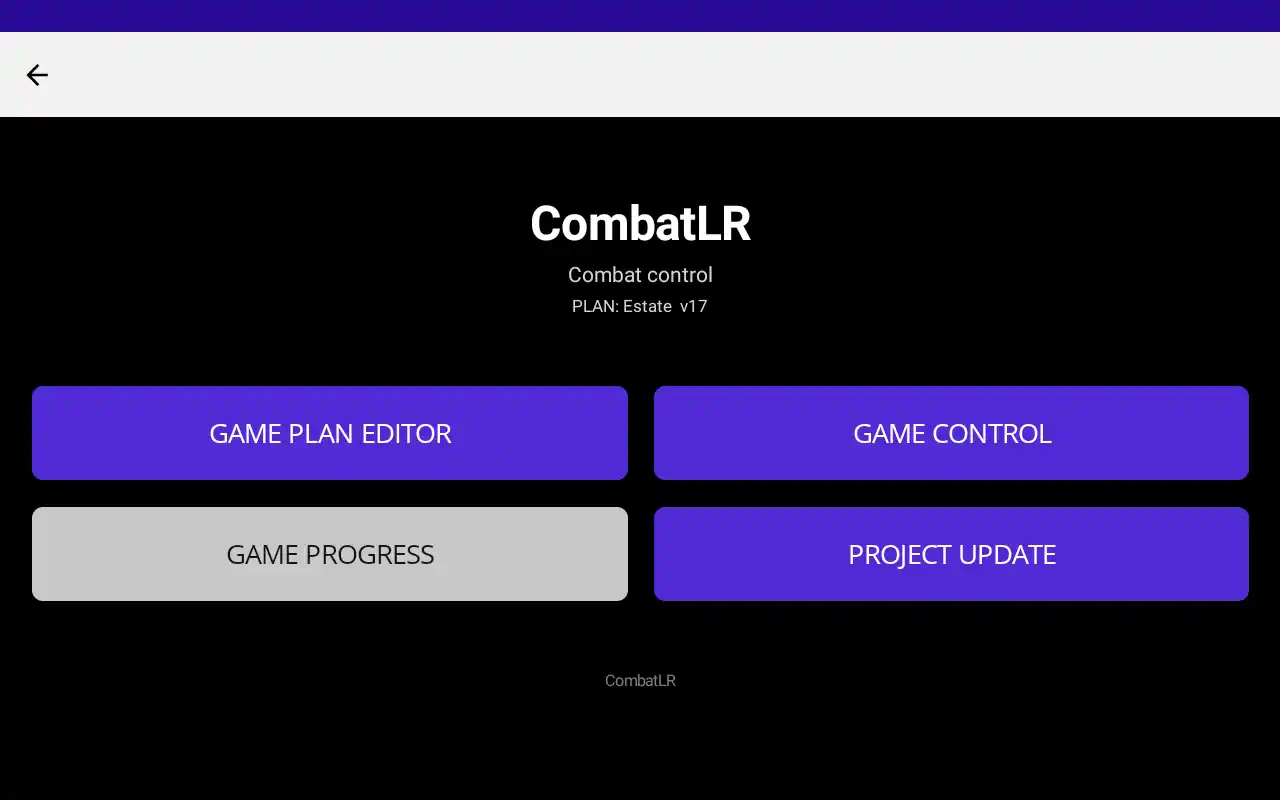 CombatLR
Combat control
PLAN: Estate v17
GAME PLAN EDITOR
GAME CONTROL
GAME PROGRESS
PROJECT UPDATE
CombatLR